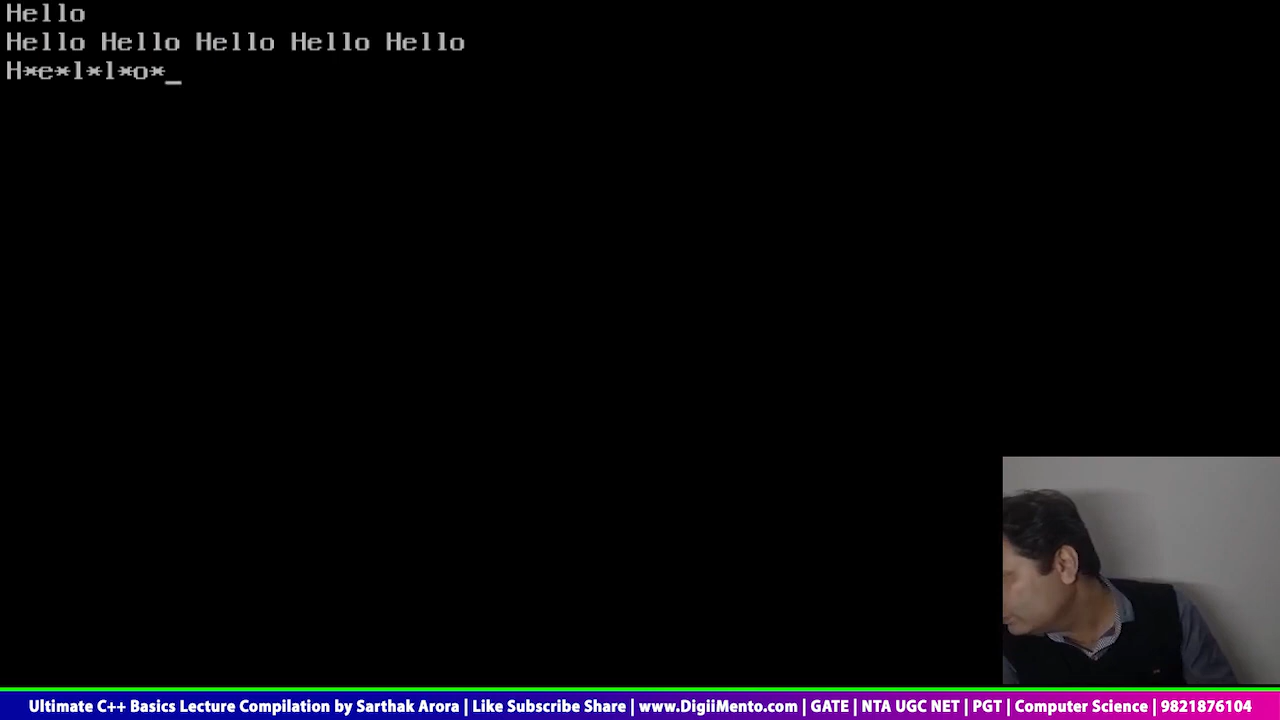 Hello
Hello Hello Hello Hello Hello
H*e*l*l*o*_
Ultimate C++ Basics Lecture Compilation by Sarthak Arora | Like Subscribe Share | www.DigiiMento.com | GATE | NTA UGC NET | PGT | Computer Science | 9821876104